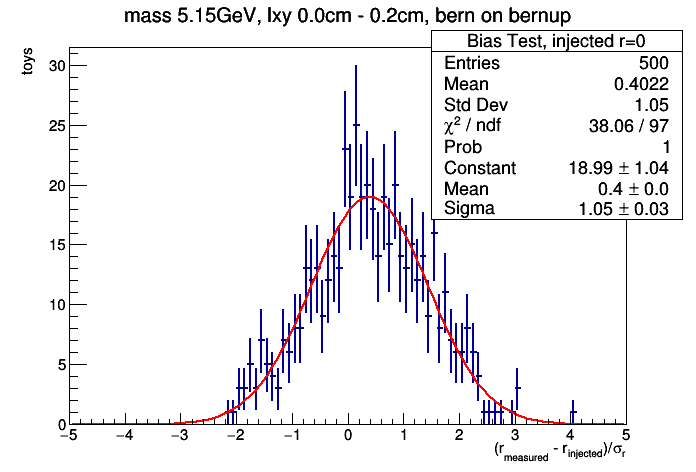 mass 5.15GeV, lxy 0.0cm - 0.2cm, bern on bernup
Bias Test, injected r=0
Entries 500
Mean 0.4022
Std Dev 1.05
χ² / ndf 38.06 / 97
Prob 1
Constant 18.99 ± 1.04
Mean 0.4 ± 0.0
Sigma 1.05 ± 0.03
toys
30
25
20
15
10
5
0
−5 −4 −3 −2 −1 0 1 2 3 4 5
(r_measured - r_injected)/σ_r